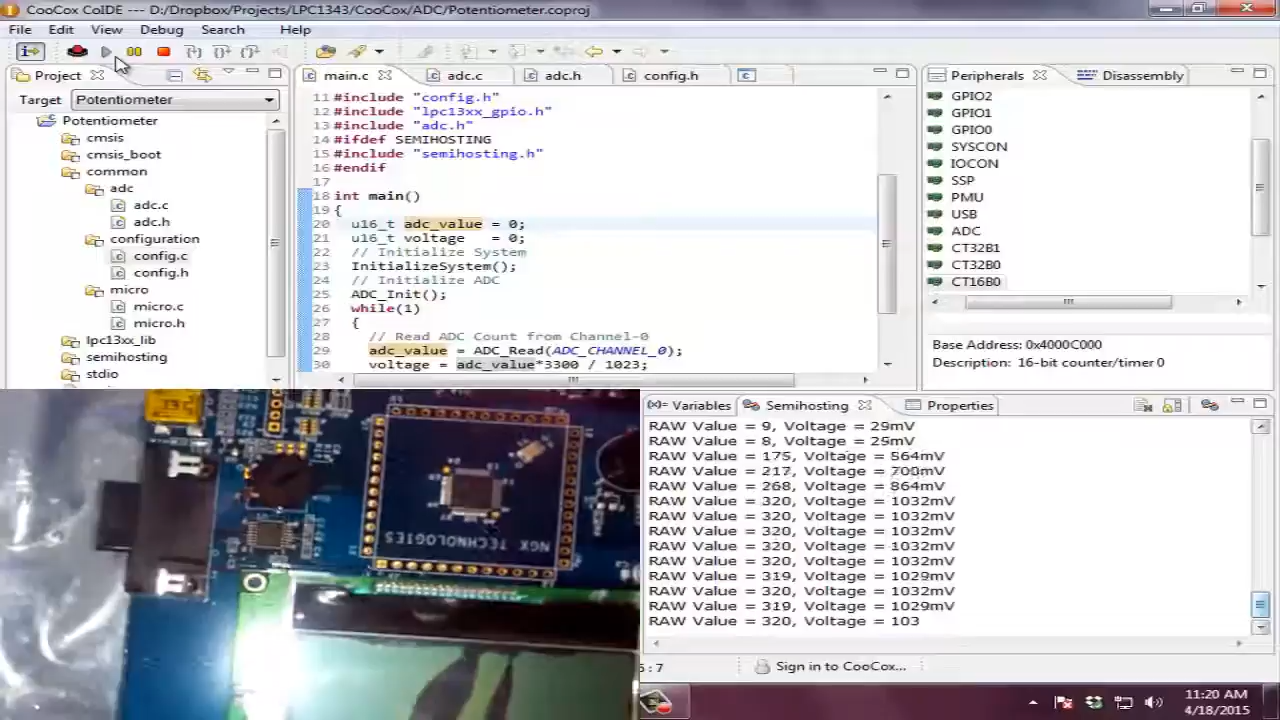 CooCox CoIDE --- D:/Dropbox/Projects/LPC1343/CooCox/ADC/Potentiometer.coproj
File Edit View Debug Search Help
Project
Target Potentiometer
Potentiometer
cmsis
cmsis_boot
common
adc
adc.c
adc.h
configuration
config.c
config.h
micro
micro.c
micro.h
lpc13xx_lib
semihosting
stdio
main.c adc.c adc.h config.h
11 #include "config.h"
12 #include "lpc13xx_gpio.h"
13 #include "adc.h"
14 #ifdef SEMIHOSTING
15 #include "semihosting.h"
16 #endif
17
18 int main()
19 {
20 u16_t adc_value = 0;
21 u16_t voltage = 0;
22 // Initialize System
23 InitializeSystem();
24 // Initialize ADC
25 ADC_Init();
26 while(1)
27 {
28 // Read ADC Count from Channel-0
29 adc_value = ADC_Read(ADC_CHANNEL_0);
30 voltage = adc_value*3300 / 1023;
Peripherals Disassembly
GPIO2
GPIO1
GPIO0
SYSCON
IOCON
SSP
PMU
USB
ADC
CT32B1
CT32B0
CT16B0
Base Address: 0x4000C000
Description: 16-bit counter/timer 0
(x)= Variables Semihosting Properties
RAW Value = 9, Voltage = 29mV
RAW Value = 8, Voltage = 25mV
RAW Value = 175, Voltage = 564mV
RAW Value = 217, Voltage = 700mV
RAW Value = 268, Voltage = 864mV
RAW Value = 320, Voltage = 1032mV
RAW Value = 320, Voltage = 1032mV
RAW Value = 320, Voltage = 1032mV
RAW Value = 320, Voltage = 1032mV
RAW Value = 320, Voltage = 1032mV
RAW Value = 319, Voltage = 1029mV
RAW Value = 320, Voltage = 1032mV
RAW Value = 319, Voltage = 1029mV
RAW Value = 320, Voltage = 103
NGX TECHNOLOGIES
Sign in to CooCox...
11:20 AM
4/18/2015